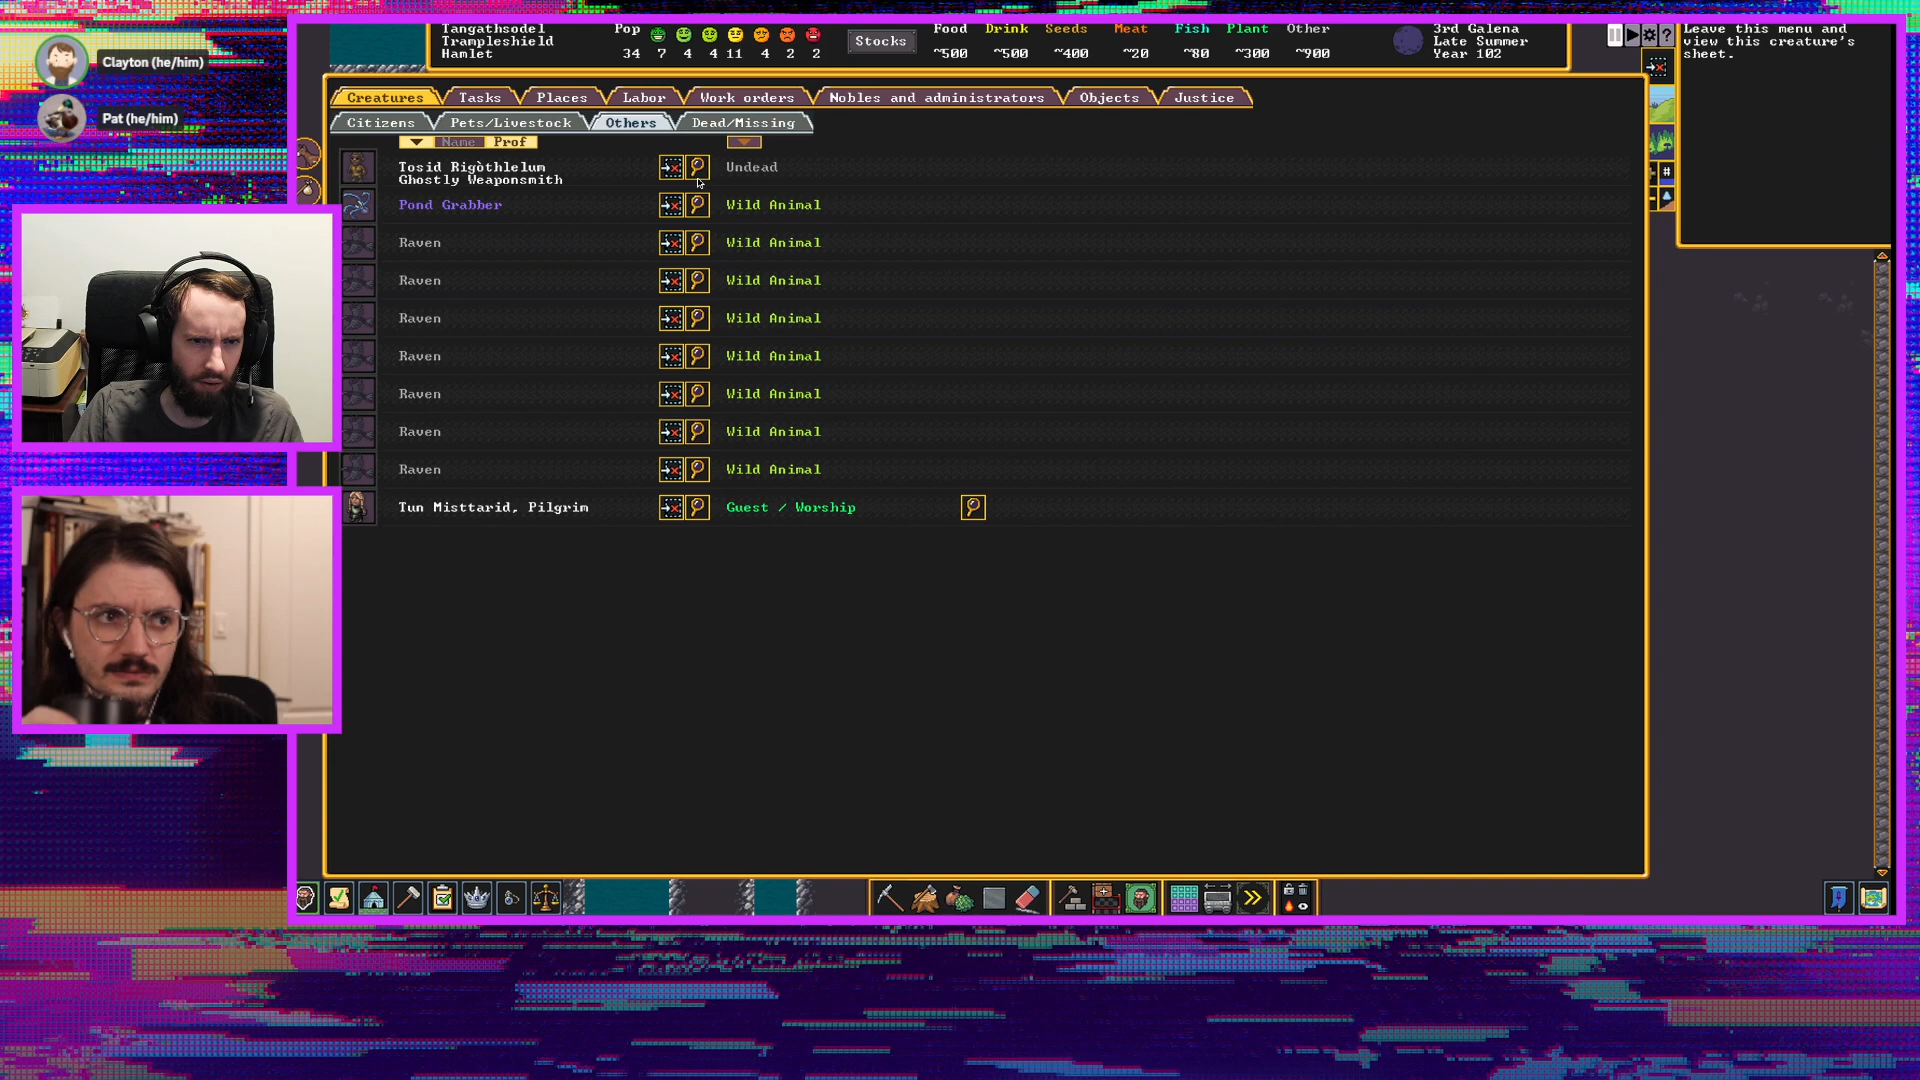 Clayton (he/him)
Pat (he/him)
Tangathsodel
Trampleshield
Hamlet
Pop
34 7 4 4 11 4 2 2
Stocks
Food Drink Seeds Meat Fish Plant Other
~500 ~500 ~400 ~20 ~80 ~300 ~900
3rd Galena
Late Summer
Year 102
?
Leave this menu and
view this creature's
sheet.
Creatures Tasks Places Labor Work orders Nobles and administrators Objects Justice
Citizens Pets/Livestock Others Dead/Missing
Name Prof
Tosid Rigòthlelum
Ghostly Weaponsmith
Undead
Pond Grabber Wild Animal
Raven Wild Animal
Raven Wild Animal
Raven Wild Animal
Raven Wild Animal
Raven Wild Animal
Raven Wild Animal
Raven Wild Animal
Tun Misttarid, Pilgrim Guest / Worship